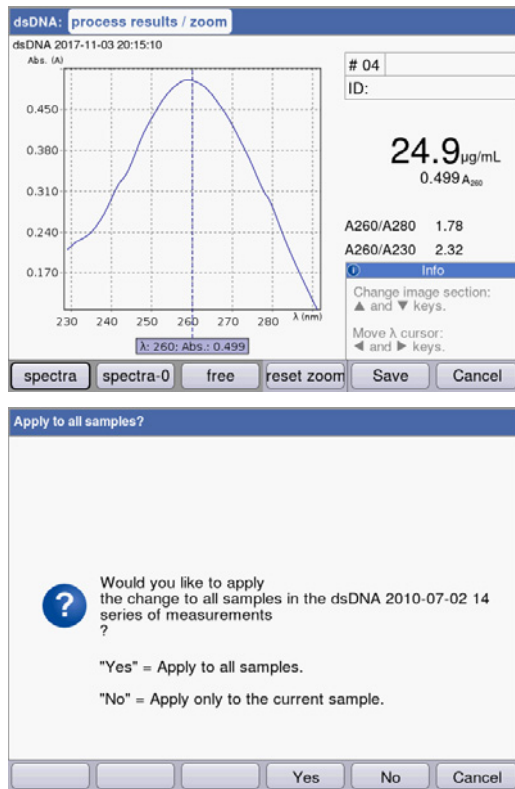 dsDNA: process results / zoom
dsDNA 2017-11-03 20:15:10
Abs. (A)
0.450
0.380
0.310
0.240
0.170
230 240 250 260 270 280 λ (nm)
λ: 260; Abs.: 0.499
# 04
ID:
24.9 µg/mL
0.499 A260
A260/A280 1.78
A260/A230 2.32
Info
Change image section:
▲ and ▼ keys.
Move λ cursor:
◀ and ▶ keys.
spectra spectra-0 free reset zoom Save Cancel
Apply to all samples?
Would you like to apply
the change to all samples in the dsDNA 2010-07-02 14
series of measurements
?
"Yes" = Apply to all samples.
"No" = Apply only to the current sample.
Yes No Cancel